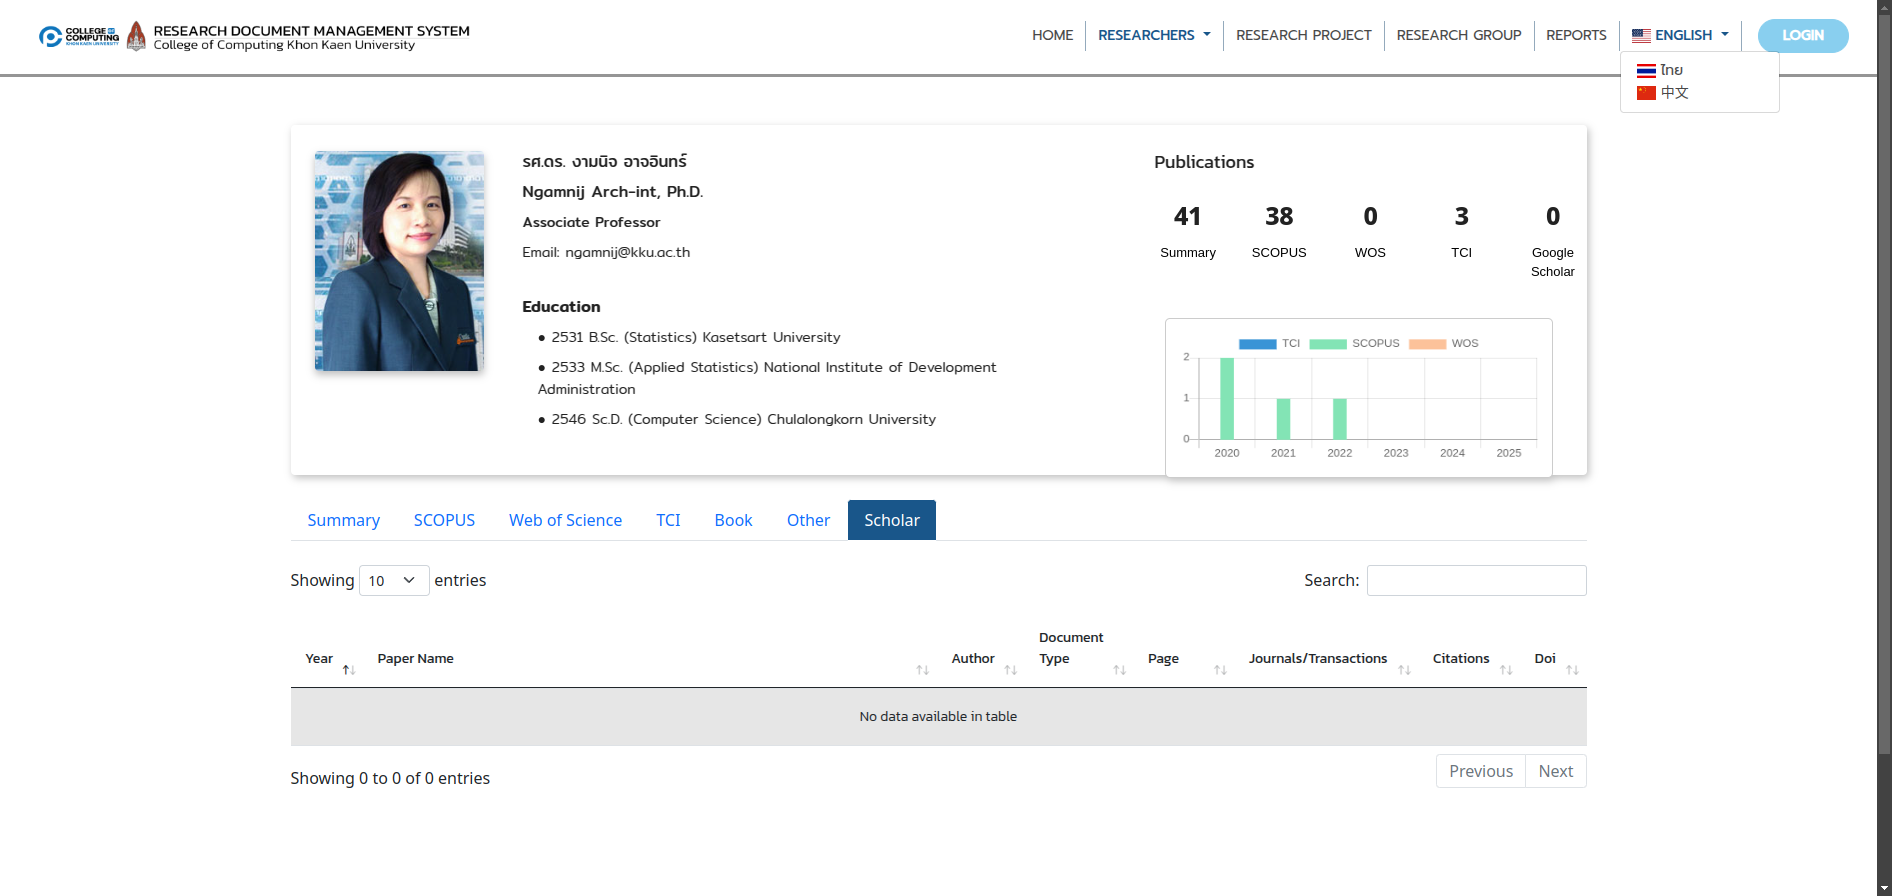 COLLEGE OF
COMPUTING
KHON KAEN UNIVERSITY
RESEARCH DOCUMENT MANAGEMENT SYSTEM
College of Computing Khon Kaen University
HOME
RESEARCHERS
RESEARCH PROJECT
RESEARCH GROUP
REPORTS
ENGLISH
LOGIN
ไทย
中文
รศ.ดร. งามนิจ อาจอินทร์
Ngamnij Arch-int, Ph.D.
Associate Professor
Email: ngamnij@kku.ac.th
Education
● 2531 B.Sc. (Statistics) Kasetsart University
● 2533 M.Sc. (Applied Statistics) National Institute of Development
Administration
● 2546 Sc.D. (Computer Science) Chulalongkorn University
Publications
41 38 0 3 0
Summary SCOPUS WOS TCI Google
Scholar
TCI SCOPUS WOS
2
1
0
2020 2021 2022 2023 2024 2025
Summary SCOPUS Web of Science TCI Book Other Scholar
Showing 10 entries
Search:
Year Paper Name Author Document
Type Page Journals/Transactions Citations Doi
No data available in table
Showing 0 to 0 of 0 entries
Previous Next